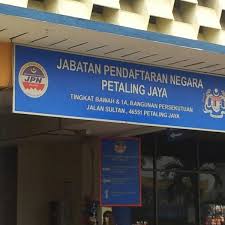 JPN
JABATAN PENDAFTARAN NEGARA
PETALING JAYA
TINGKAT BAWAH & 1A, BANGUNAN PERSEKUTUAN
JALAN SULTAN, 46551 PETALING JAYA